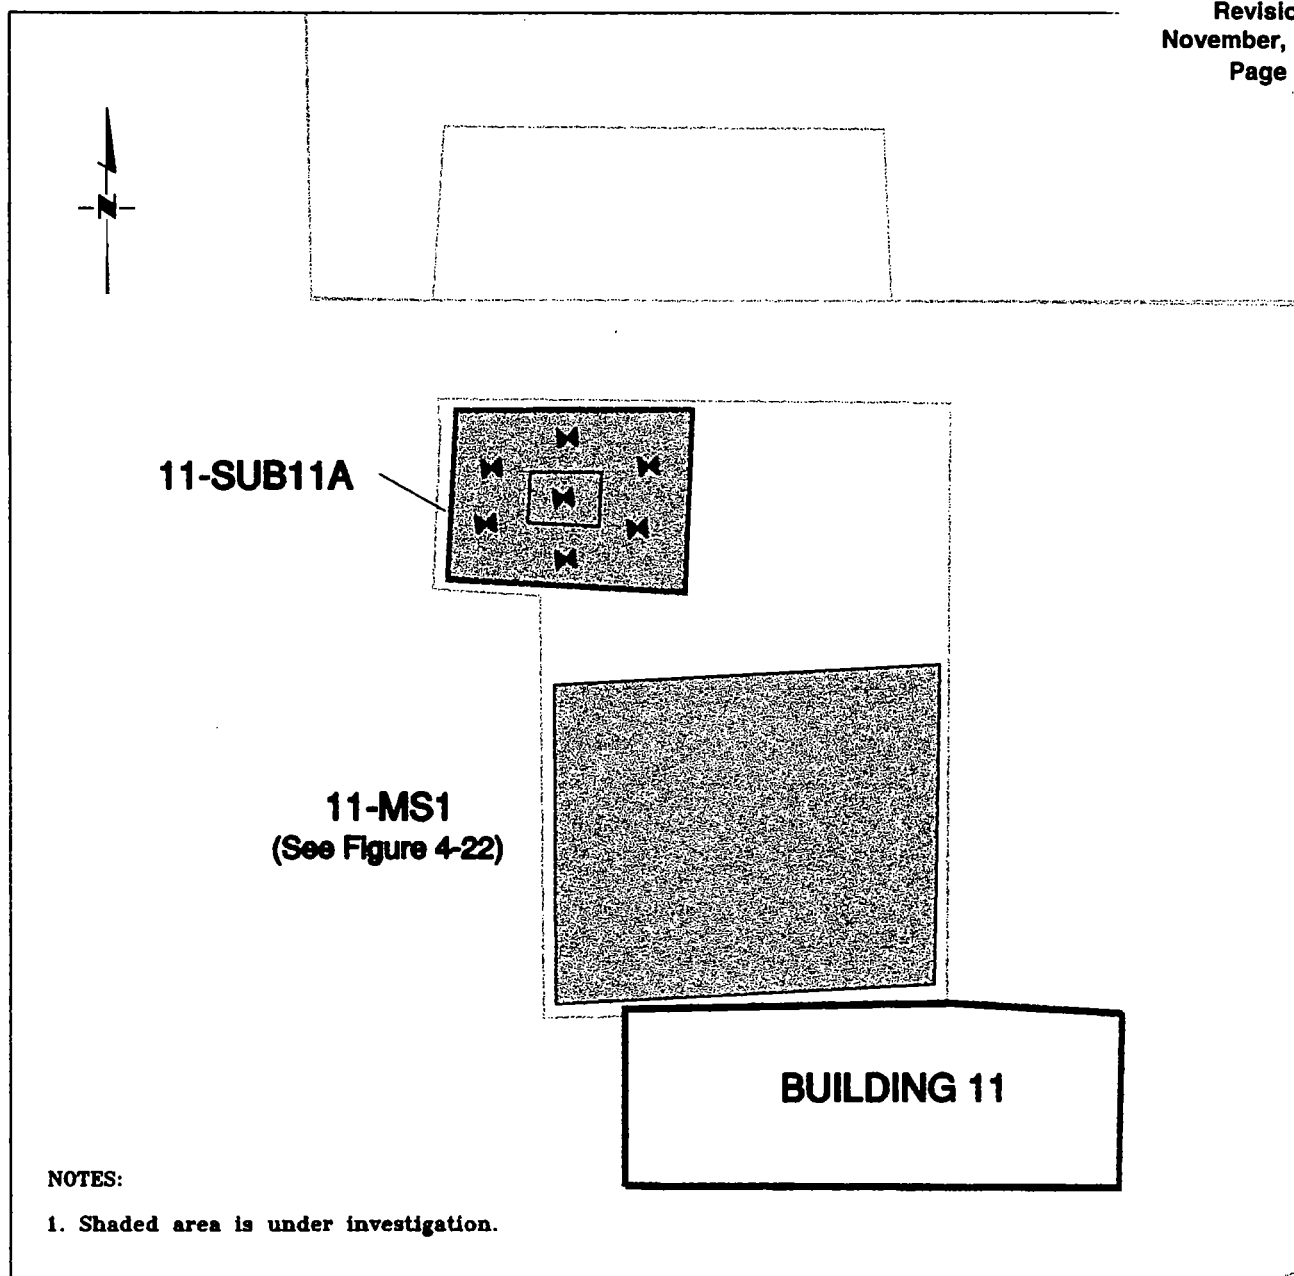 November,
Page
N
11-SUB11A
11-MS1
(See Figure 4-22)
BUILDING 11
NOTES:
1. Shaded area is under investigation.